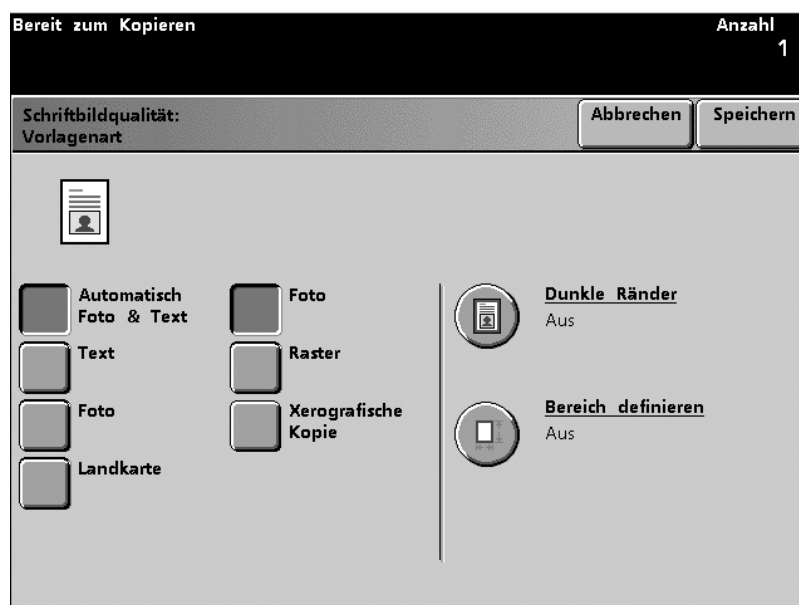 Bereit zum Kopieren
Anzahl
1
Schriftbildqualität:
Vorlagenart
Abbrechen
Speichern
Automatisch
Foto & Text
Text
Foto
Landkarte
Foto
Raster
Xerografische
Kopie
Dunkle Ränder
Aus
Bereich definieren
Aus